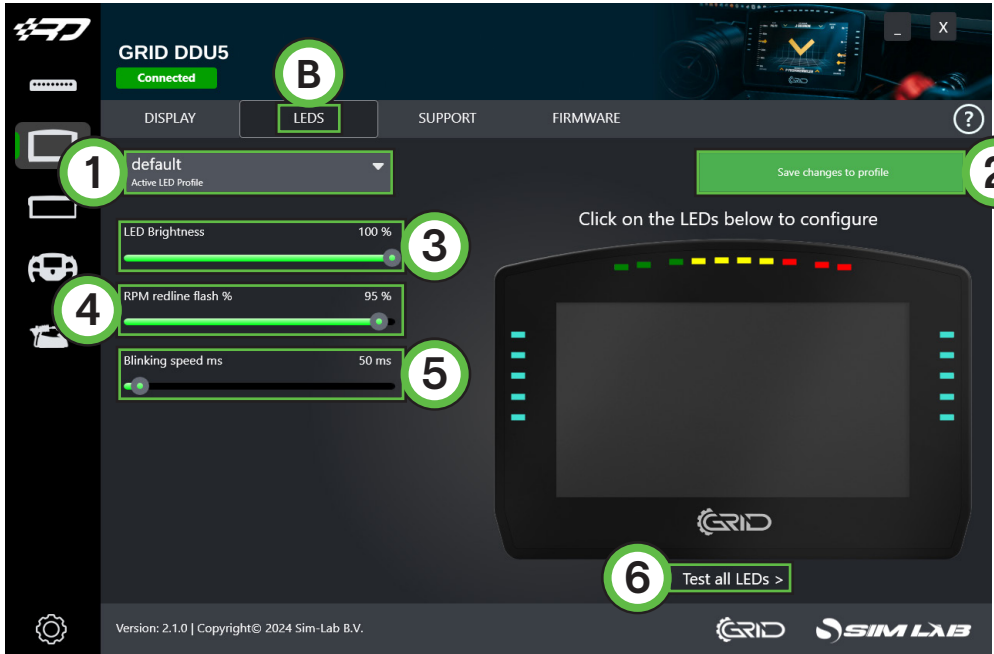 GRID DDU5
Connected
B
_ X
DISPLAY LEDS SUPPORT FIRMWARE ?
1
default
Active LED Profile
Save changes to profile
2
Click on the LEDs below to configure
LED Brightness 100 %
3
RPM redline flash % 95 %
4
Blinking speed ms 50 ms
5
GRID
6
Test all LEDs >
Version: 2.1.0 | Copyright© 2024 Sim-Lab B.V.
GRID SIM LAB